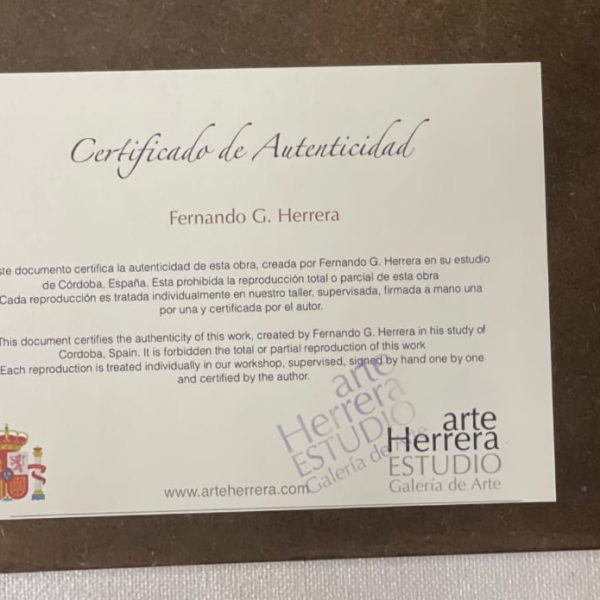 Certificado de Autenticidad
Fernando G. Herrera
ste documento certifica la autenticidad de esta obra, creada por Fernando G. Herrera en su estudio
de Córdoba, España. Esta prohibida la reproducción total o parcial de esta obra
Cada reproducción es tratada individualmente en nuestro taller, supervisada, firmada a mano una
por una y certificada por el autor.
This document certifies the authenticity of this work, created by Fernando G. Herrera in his study of
Cordoba, Spain. It is forbidden the total or partial reproduction of this work
Each reproduction is treated individually in our workshop, supervised, signed by hand one by one
and certified by the author.
arte
Herrera
ESTUDIO
Galería de Arte
arte
Herrera
ESTUDIO
Galería de Arte
www.arteherrera.com